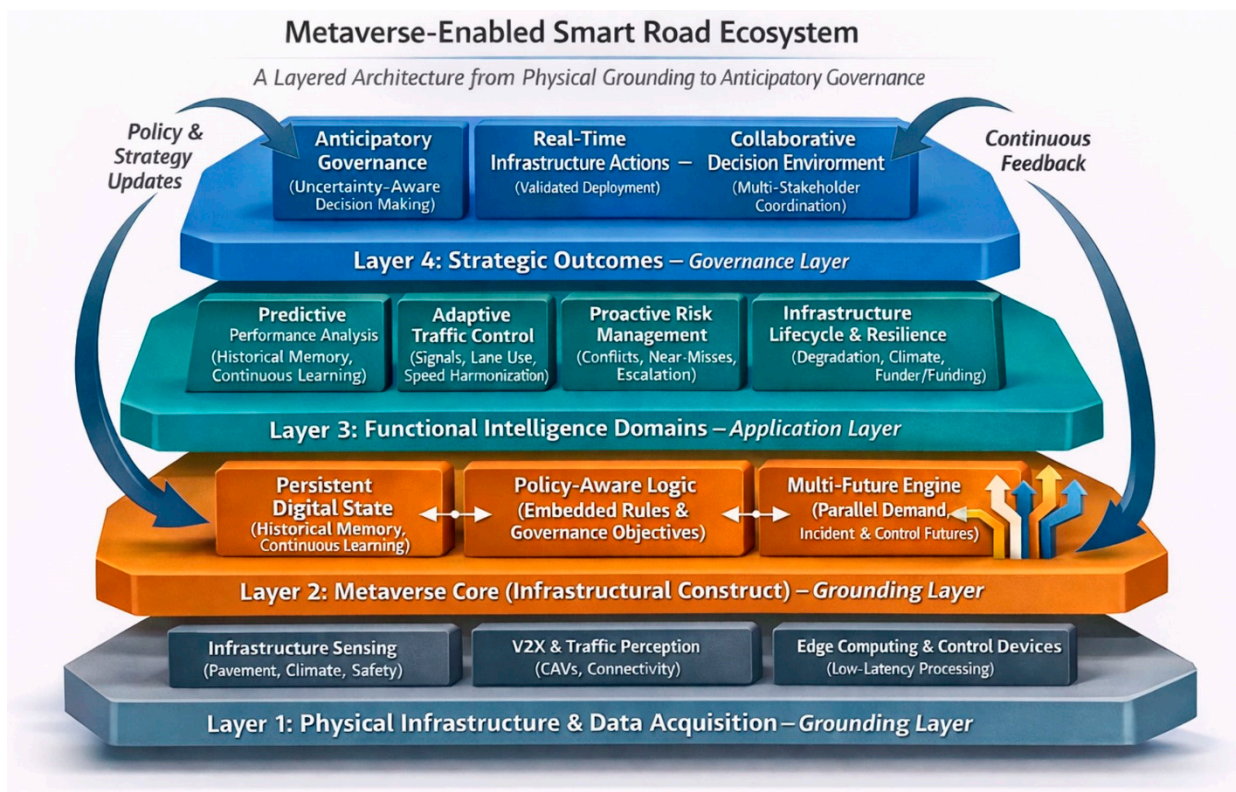 Metaverse-Enabled Smart Road Ecosystem
A Layered Architecture from Physical Grounding to Anticipatory Governance
Policy &
Strategy
Updates
Continuous
Feedback
Anticipatory
Governance
(Uncertainty-Aware
Decision Making)
Real-Time
Infrastructure Actions –
(Validated Deployment)
Collaborative
Decision Envirorment
(Multi-Stakeholder
Coordination)
Layer 4: Strategic Outcomes – Governance Layer
Predictive
Performance Analysis
(Historical Memory,
Continuous Learning)
Adaptive
Traffic Control
(Signals, Lane Use,
Speed Harmonization)
Proactive Risk
Management
(Conflicts, Near-Misses,
Escalation)
Infrastructure
Lifecycle & Resilience
(Degradation, Climate,
Funder/Funding)
Layer 3: Functional Intelligence Domains – Application Layer
Persistent
Digital State
(Historical Memory,
Continuous Learning)
Policy-Aware Logic
(Embedded Rules &
Governance Objectives)
Multi-Future Engine
(Parallel Demand,
Incident & Control Futures)
Layer 2: Metaverse Core (Infrastructural Construct) – Grounding Layer
Infrastructure Sensing
(Pavement, Climate, Safety)
V2X & Traffic Perception
(CAVs, Connectivity)
Edge Computing & Control Devices
(Low-Latency Processing)
Layer 1: Physical Infrastructure & Data Acquisition – Grounding Layer